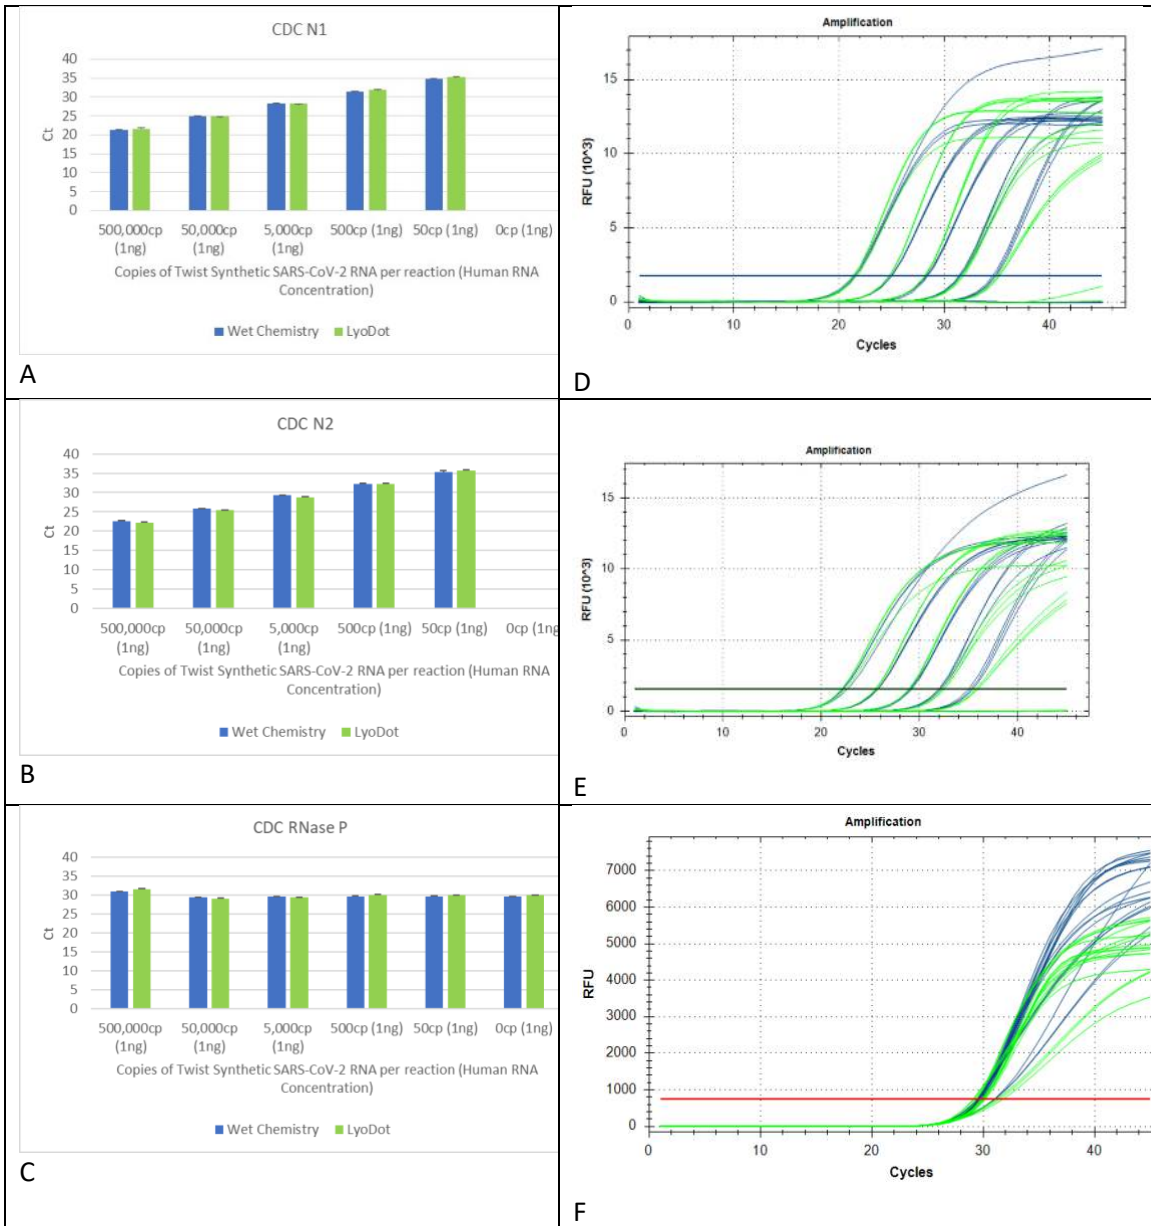 CDC N1
40
35
30
25
20
15
10
5
0
Ct
500,000cp (1ng)
50,000cp (1ng)
5,000cp (1ng)
500cp (1ng)
50cp (1ng)
0cp (1ng)
Copies of Twist Synthetic SARS-CoV-2 RNA per reaction (Human RNA
Concentration)
Wet Chemistry LyoDot
A
Amplification
15
10
5
0
RFU (10^3)
0 10 20 30 40
Cycles
D
CDC N2
40
35
30
25
20
15
10
5
0
Ct
500,000cp (1ng)
50,000cp (1ng)
5,000cp (1ng)
500cp (1ng)
50cp (1ng)
0cp (1ng
Copies of Twist Synthetic SARS-CoV-2 RNA per reaction (Human RNA
Concentration)
Wet Chemistry LyoDot
B
Amplification
15
10
5
0
RFU (10^3)
0 10 20 30 40
Cycles
E
CDC RNase P
40
35
30
25
20
15
10
5
0
Ct
500,000cp (1ng)
50,000cp (1ng)
5,000cp (1ng)
500cp (1ng)
50cp (1ng)
0cp (1ng)
Copies of Twist Synthetic SARS-CoV-2 RNA per reaction (Human RNA
Concentration)
Wet Chemistry LyoDot
C
Amplification
7000
6000
5000
4000
3000
2000
1000
0
RFU
0 10 20 30 40
Cycles
F